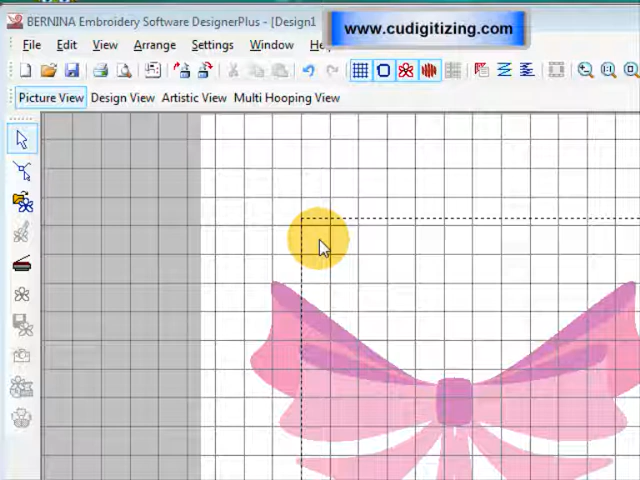 BERNINA Embroidery Software DesignerPlus - [Design1
www.cudigitizing.com
File Edit View Arrange Settings Window
Picture View Design View Artistic View Multi Hooping View